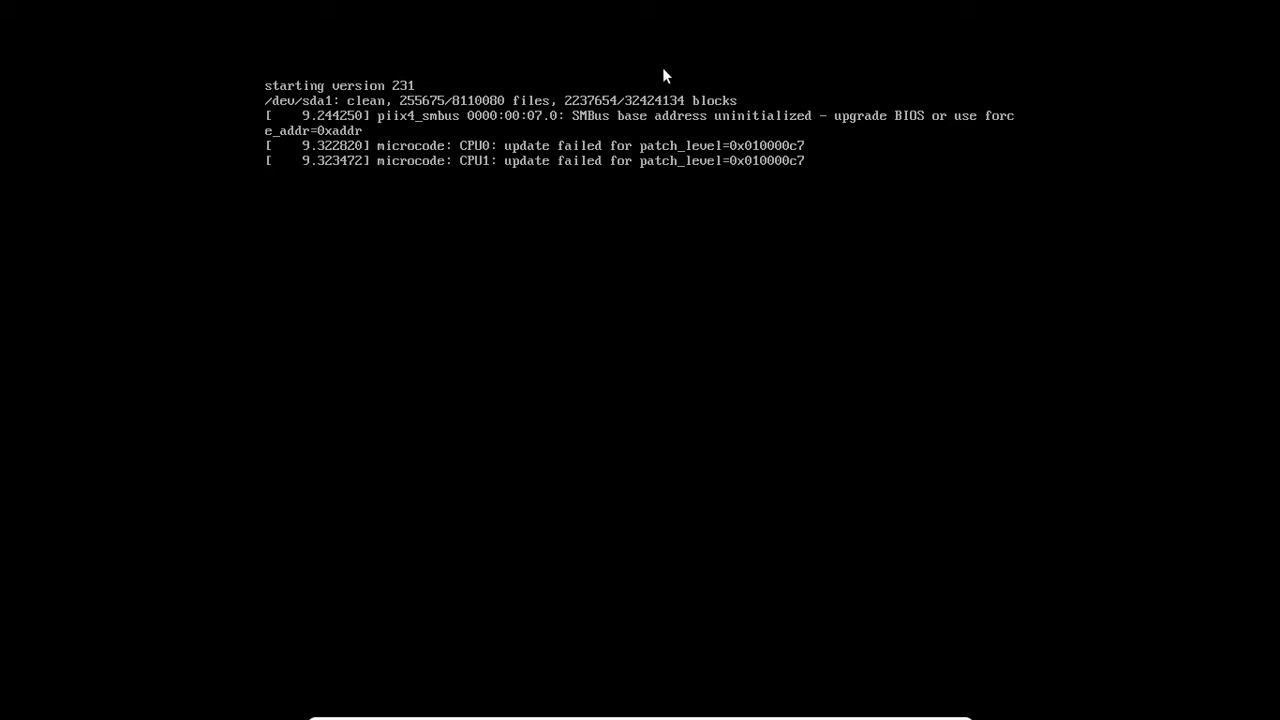 starting version 231
/dev/sda1: clean, 255675/8110080 files, 2237654/32424134 blocks
[    9.244250] piix4_smbus 0000:00:07.0: SMBus base address uninitialized - upgrade BIOS or use forc
e_addr=0xaddr
[    9.322820] microcode: CPU0: update failed for patch_level=0x010000c7
[    9.323472] microcode: CPU1: update failed for patch_level=0x010000c7